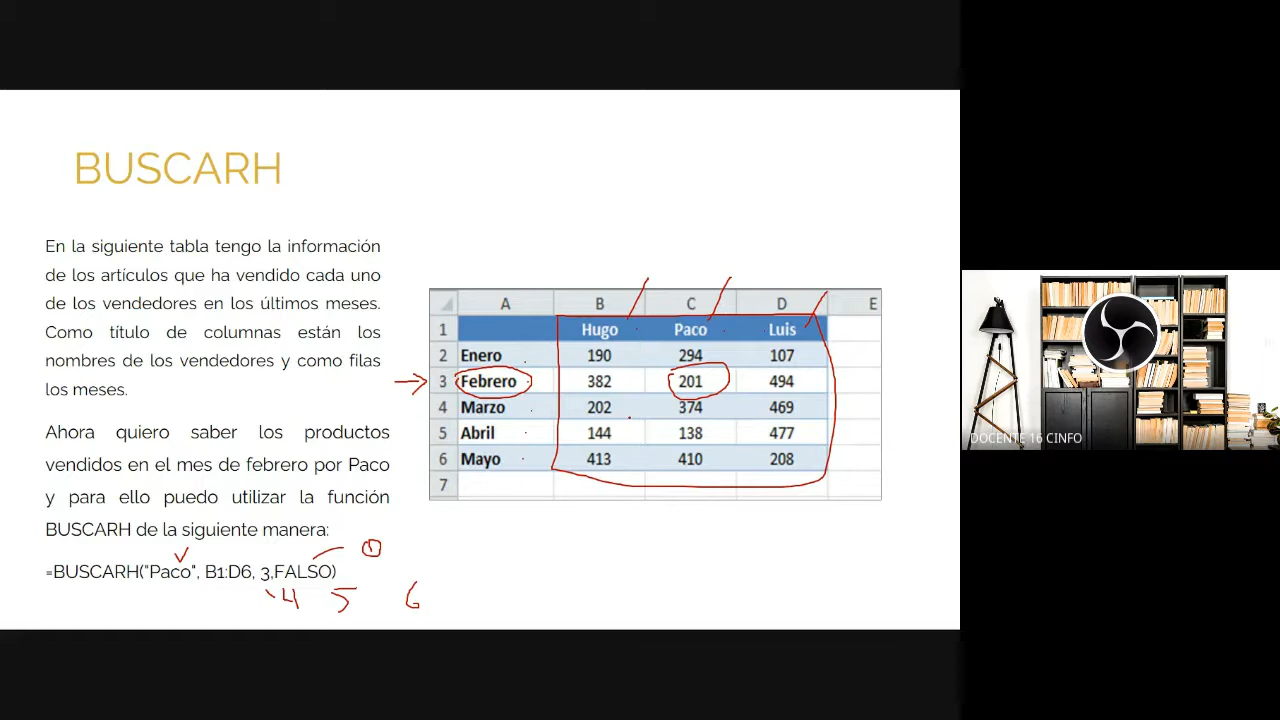 BUSCARH
En la siguiente tabla tengo la información
de los artículos que ha vendido cada uno
de los vendedores en los últimos meses.
Como título de columnas están los
nombres de los vendedores y como filas
los meses.
Ahora quiero saber los productos
vendidos en el mes de febrero por Paco
y para ello puedo utilizar la función
BUSCARH de la siguiente manera:
=BUSCARH("Paco", B1:D6, 3,FALSO)
4 5 6
A B C D E
1 Hugo Paco Luis
2 Enero 190 294 107
3 Febrero 382 201 494
4 Marzo 202 374 469
5 Abril 144 138 477
6 Mayo 413 410 208
7
DOCENTE 16 CINFO